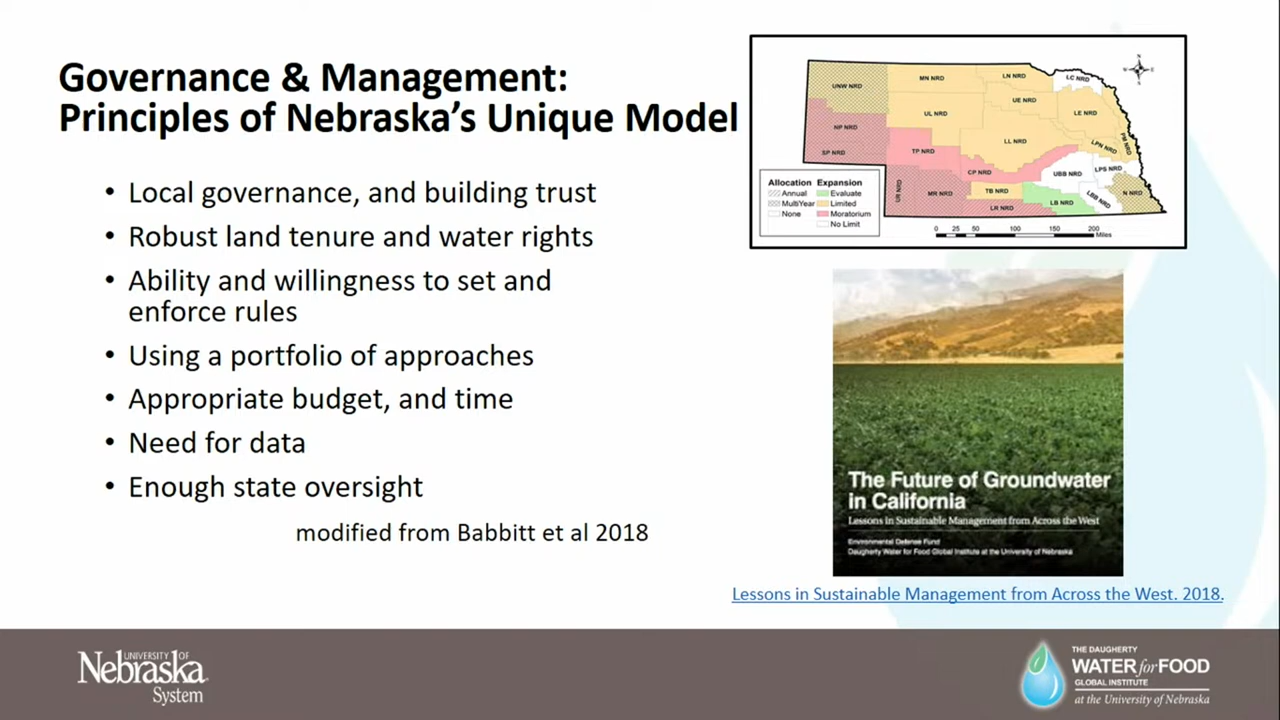 Governance & Management:
Principles of Nebraska's Unique Model
• Local governance, and building trust
• Robust land tenure and water rights
• Ability and willingness to set and
enforce rules
• Using a portfolio of approaches
• Appropriate budget, and time
• Need for data
• Enough state oversight
modified from Babbitt et al 2018
UNW NRD
MN NRD
LN NRD
LC NRD
UE NRD
UL NRD
LE NRD
NP NRD
LL NRD
LPN NRD
PM NRD
SP NRD
TP NRD
CP NRD
UBB NRD
LPS NRD
UR NRD
MR NRD
TB NRD
LB NRD
LBB NRD
N NRD
LR NRD
Allocation Expansion
Annual Evaluate
MultiYear Limited
None Moratorium
No Limit
0 25 50 100 150 200
Miles
The Future of Groundwater
in California
Lessons in Sustainable Management from Across the West
Environmental Defense Fund
Daugherty Water for Food Global Institute at the University of Nebraska
Lessons in Sustainable Management from Across the West. 2018.
UNIVERSITY OF
Nebraska
System
THE DAUGHERTY
WATER for FOOD
GLOBAL INSTITUTE
at the University of Nebraska